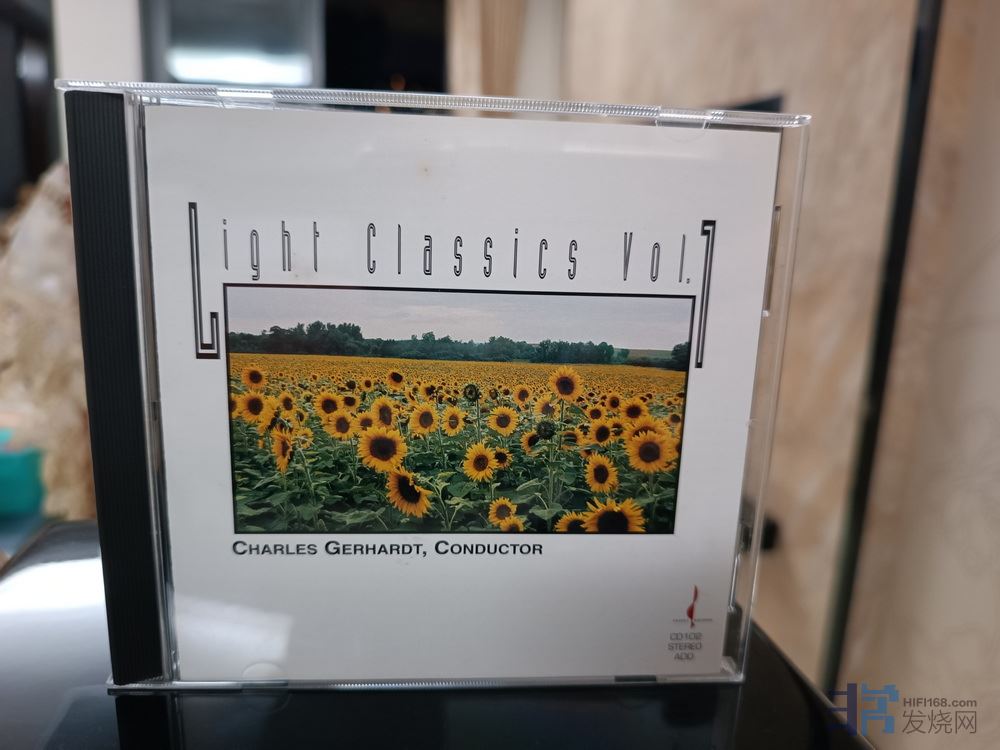 Light Classics Vol.1
CHARLES GERHARDT, CONDUCTOR
CD102
STEREO
ADD
HIFI168.com
发烧网